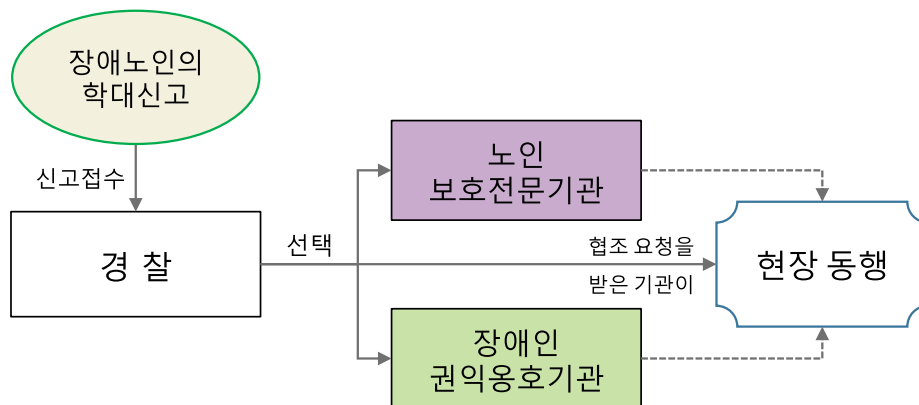 장애노인의
학대신고
신고접수
경 찰
선택
노인
보호전문기관
협조 요청을
받은 기관이
현장 동행
장애인
권익옹호기관